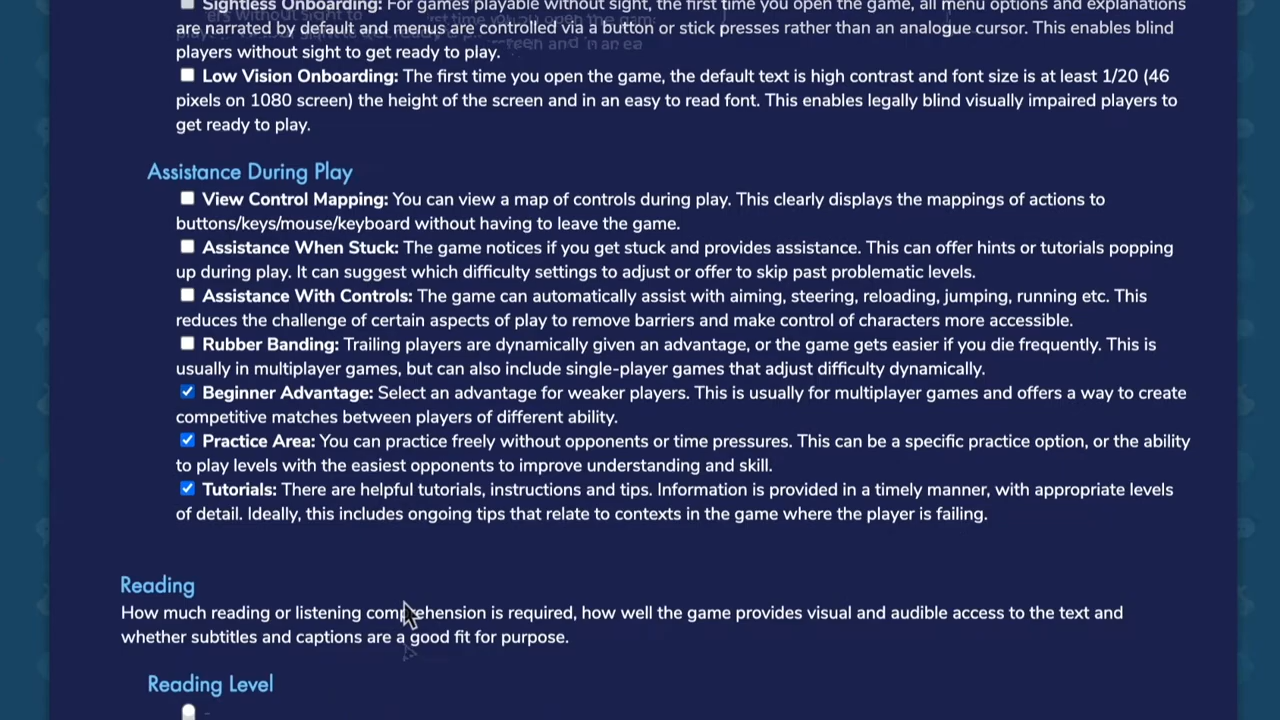 Sightless Onboarding: For games playable without sight, the first time you open the game, all menu options and explanations
are narrated by default and menus are controlled via a button or stick presses rather than an analogue cursor. This enables blind
players without sight to get ready to play.
Low Vision Onboarding: The first time you open the game, the default text is high contrast and font size is at least 1/20 (46
pixels on 1080 screen) the height of the screen and in an easy to read font. This enables legally blind visually impaired players to
get ready to play.
Assistance During Play
View Control Mapping: You can view a map of controls during play. This clearly displays the mappings of actions to
buttons/keys/mouse/keyboard without having to leave the game.
Assistance When Stuck: The game notices if you get stuck and provides assistance. This can offer hints or tutorials popping
up during play. It can suggest which difficulty settings to adjust or offer to skip past problematic levels.
Assistance With Controls: The game can automatically assist with aiming, steering, reloading, jumping, running etc. This
reduces the challenge of certain aspects of play to remove barriers and make control of characters more accessible.
Rubber Banding: Trailing players are dynamically given an advantage, or the game gets easier if you die frequently. This is
usually in multiplayer games, but can also include single-player games that adjust difficulty dynamically.
Beginner Advantage: Select an advantage for weaker players. This is usually for multiplayer games and offers a way to create
competitive matches between players of different ability.
Practice Area: You can practice freely without opponents or time pressures. This can be a specific practice option, or the ability
to play levels with the easiest opponents to improve understanding and skill.
Tutorials: There are helpful tutorials, instructions and tips. Information is provided in a timely manner, with appropriate levels
of detail. Ideally, this includes ongoing tips that relate to contexts in the game where the player is failing.
Reading
How much reading or listening comprehension is required, how well the game provides visual and audible access to the text and
whether subtitles and captions are a good fit for purpose.
Reading Level